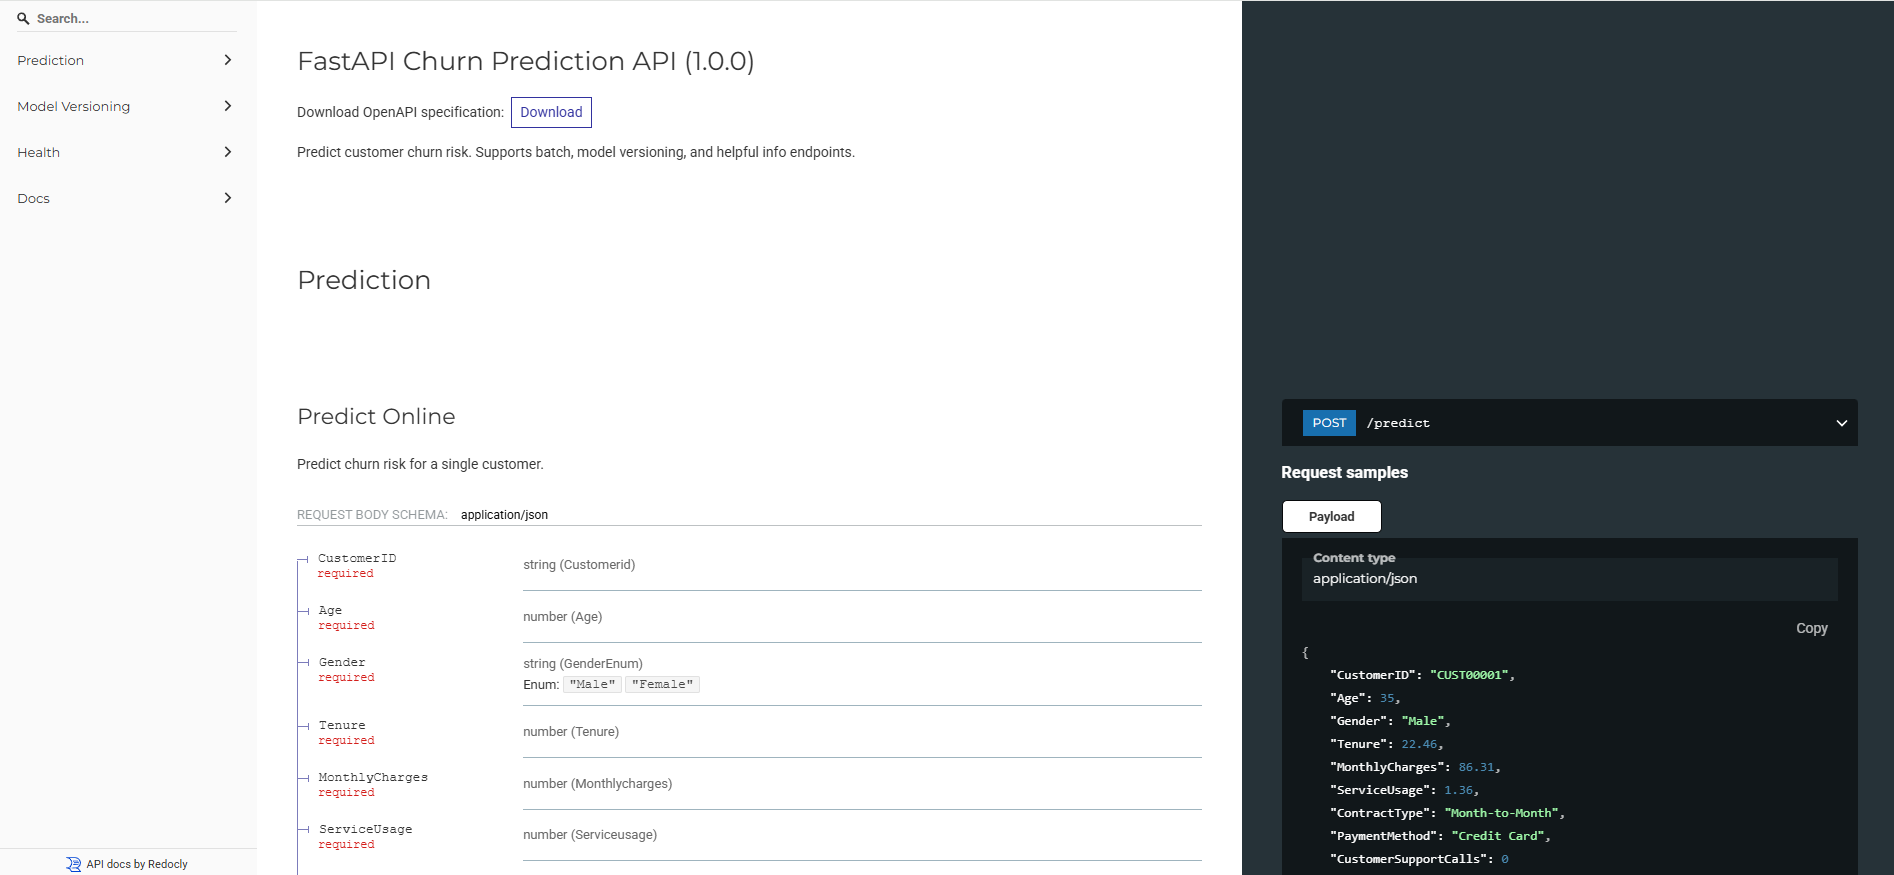 Search...
Prediction
Model Versioning
Health
Docs
API docs by Redocly
FastAPI Churn Prediction API (1.0.0)
Download OpenAPI specification: Download
Predict customer churn risk. Supports batch, model versioning, and helpful info endpoints.
Prediction
Predict Online
Predict churn risk for a single customer.
REQUEST BODY SCHEMA: application/json
CustomerID
required
string (Customerid)
Age
required
number (Age)
Gender
required
string (GenderEnum)
Enum: "Male" "Female"
Tenure
required
number (Tenure)
MonthlyCharges
required
number (Monthlycharges)
ServiceUsage
required
number (Serviceusage)
POST /predict
Request samples
Payload
Content type
application/json
Copy
{
"CustomerID": "CUST00001",
"Age": 35,
"Gender": "Male",
"Tenure": 22.46,
"MonthlyCharges": 86.31,
"ServiceUsage": 1.36,
"ContractType": "Month-to-Month",
"PaymentMethod": "Credit Card",
"CustomerSupportCalls": 0